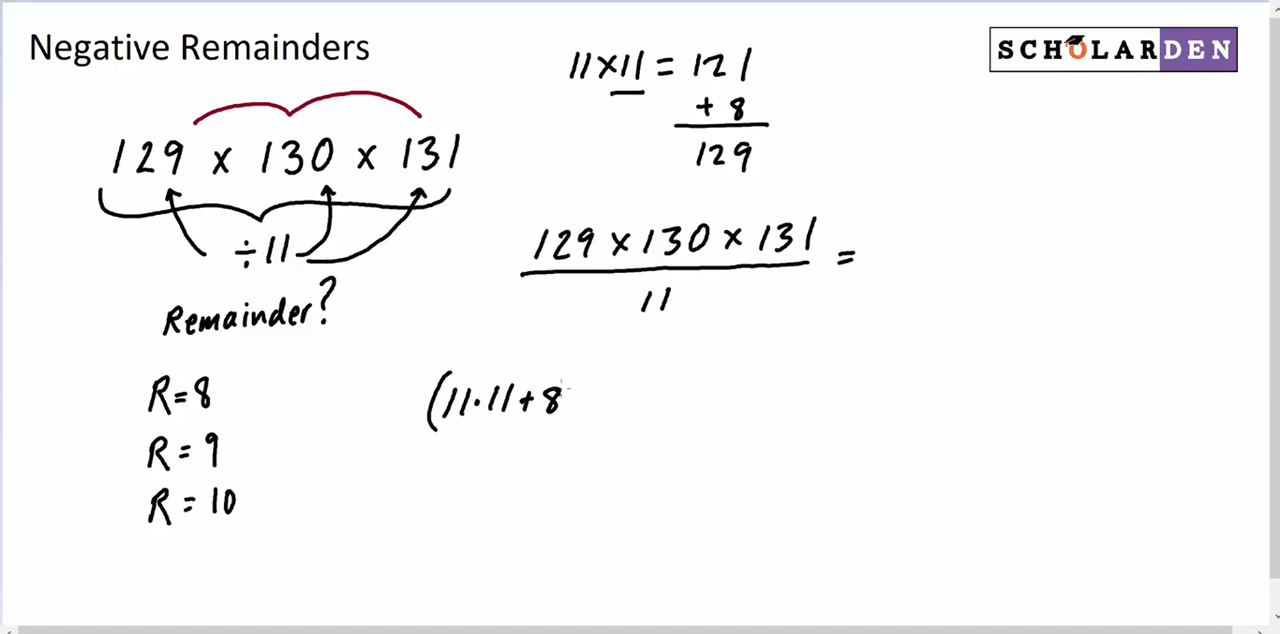 Negative Remainders
SCHOLARDEN
11×11 = 121
+ 8
129
129 x 130 x 131
÷11
Remainder?
129 x 130 x 131 =
11
R=8
R=9
R=10
(11·11+8